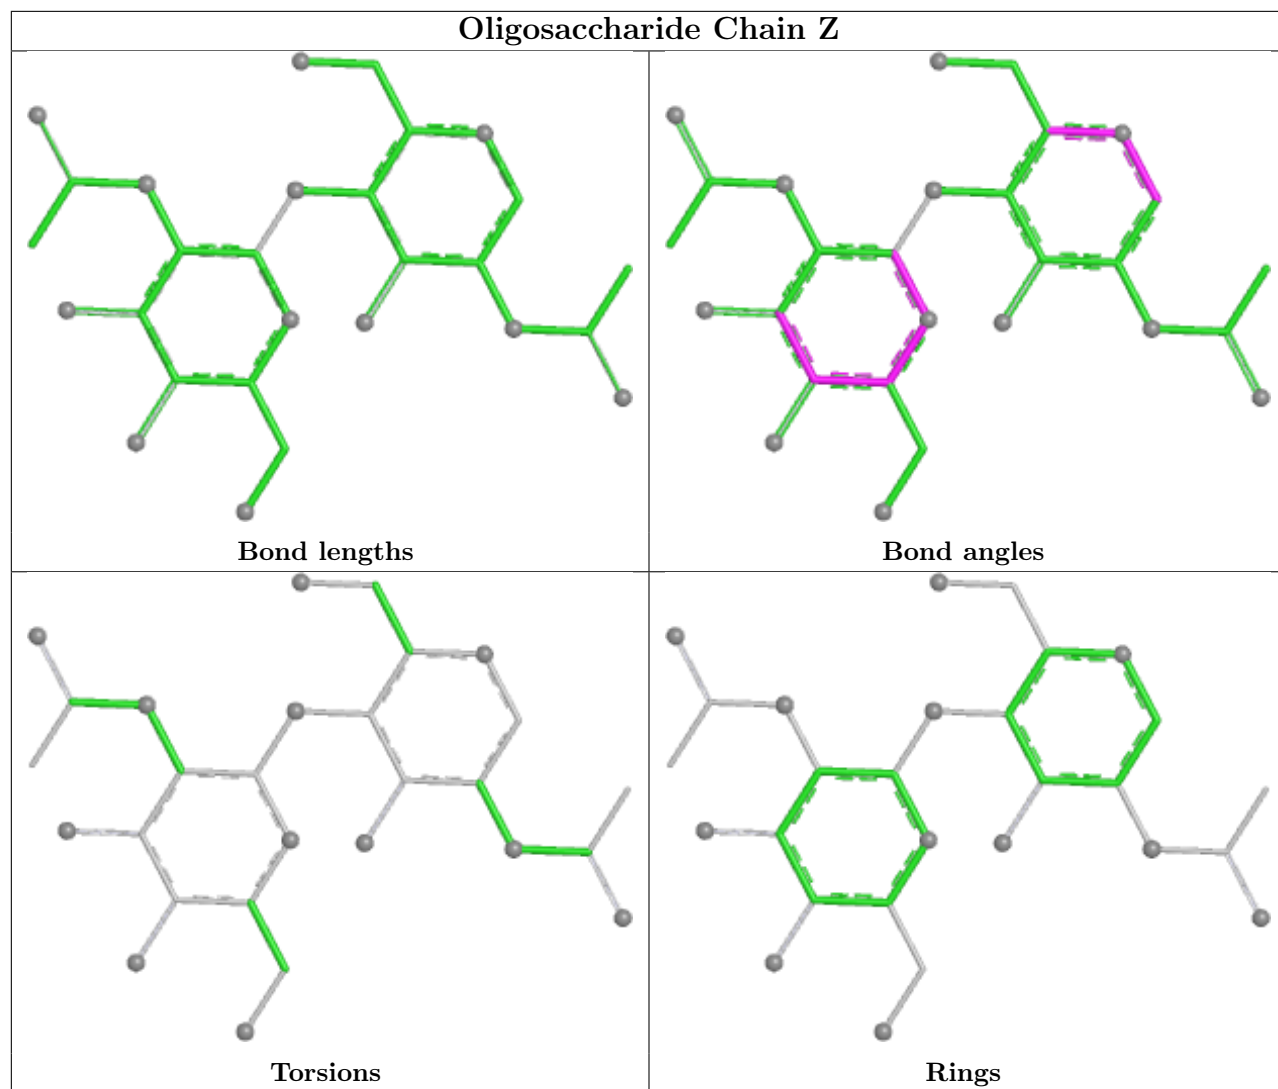 Oligosaccharide Chain Z
Bond lengths
Bond angles
Torsions
Rings